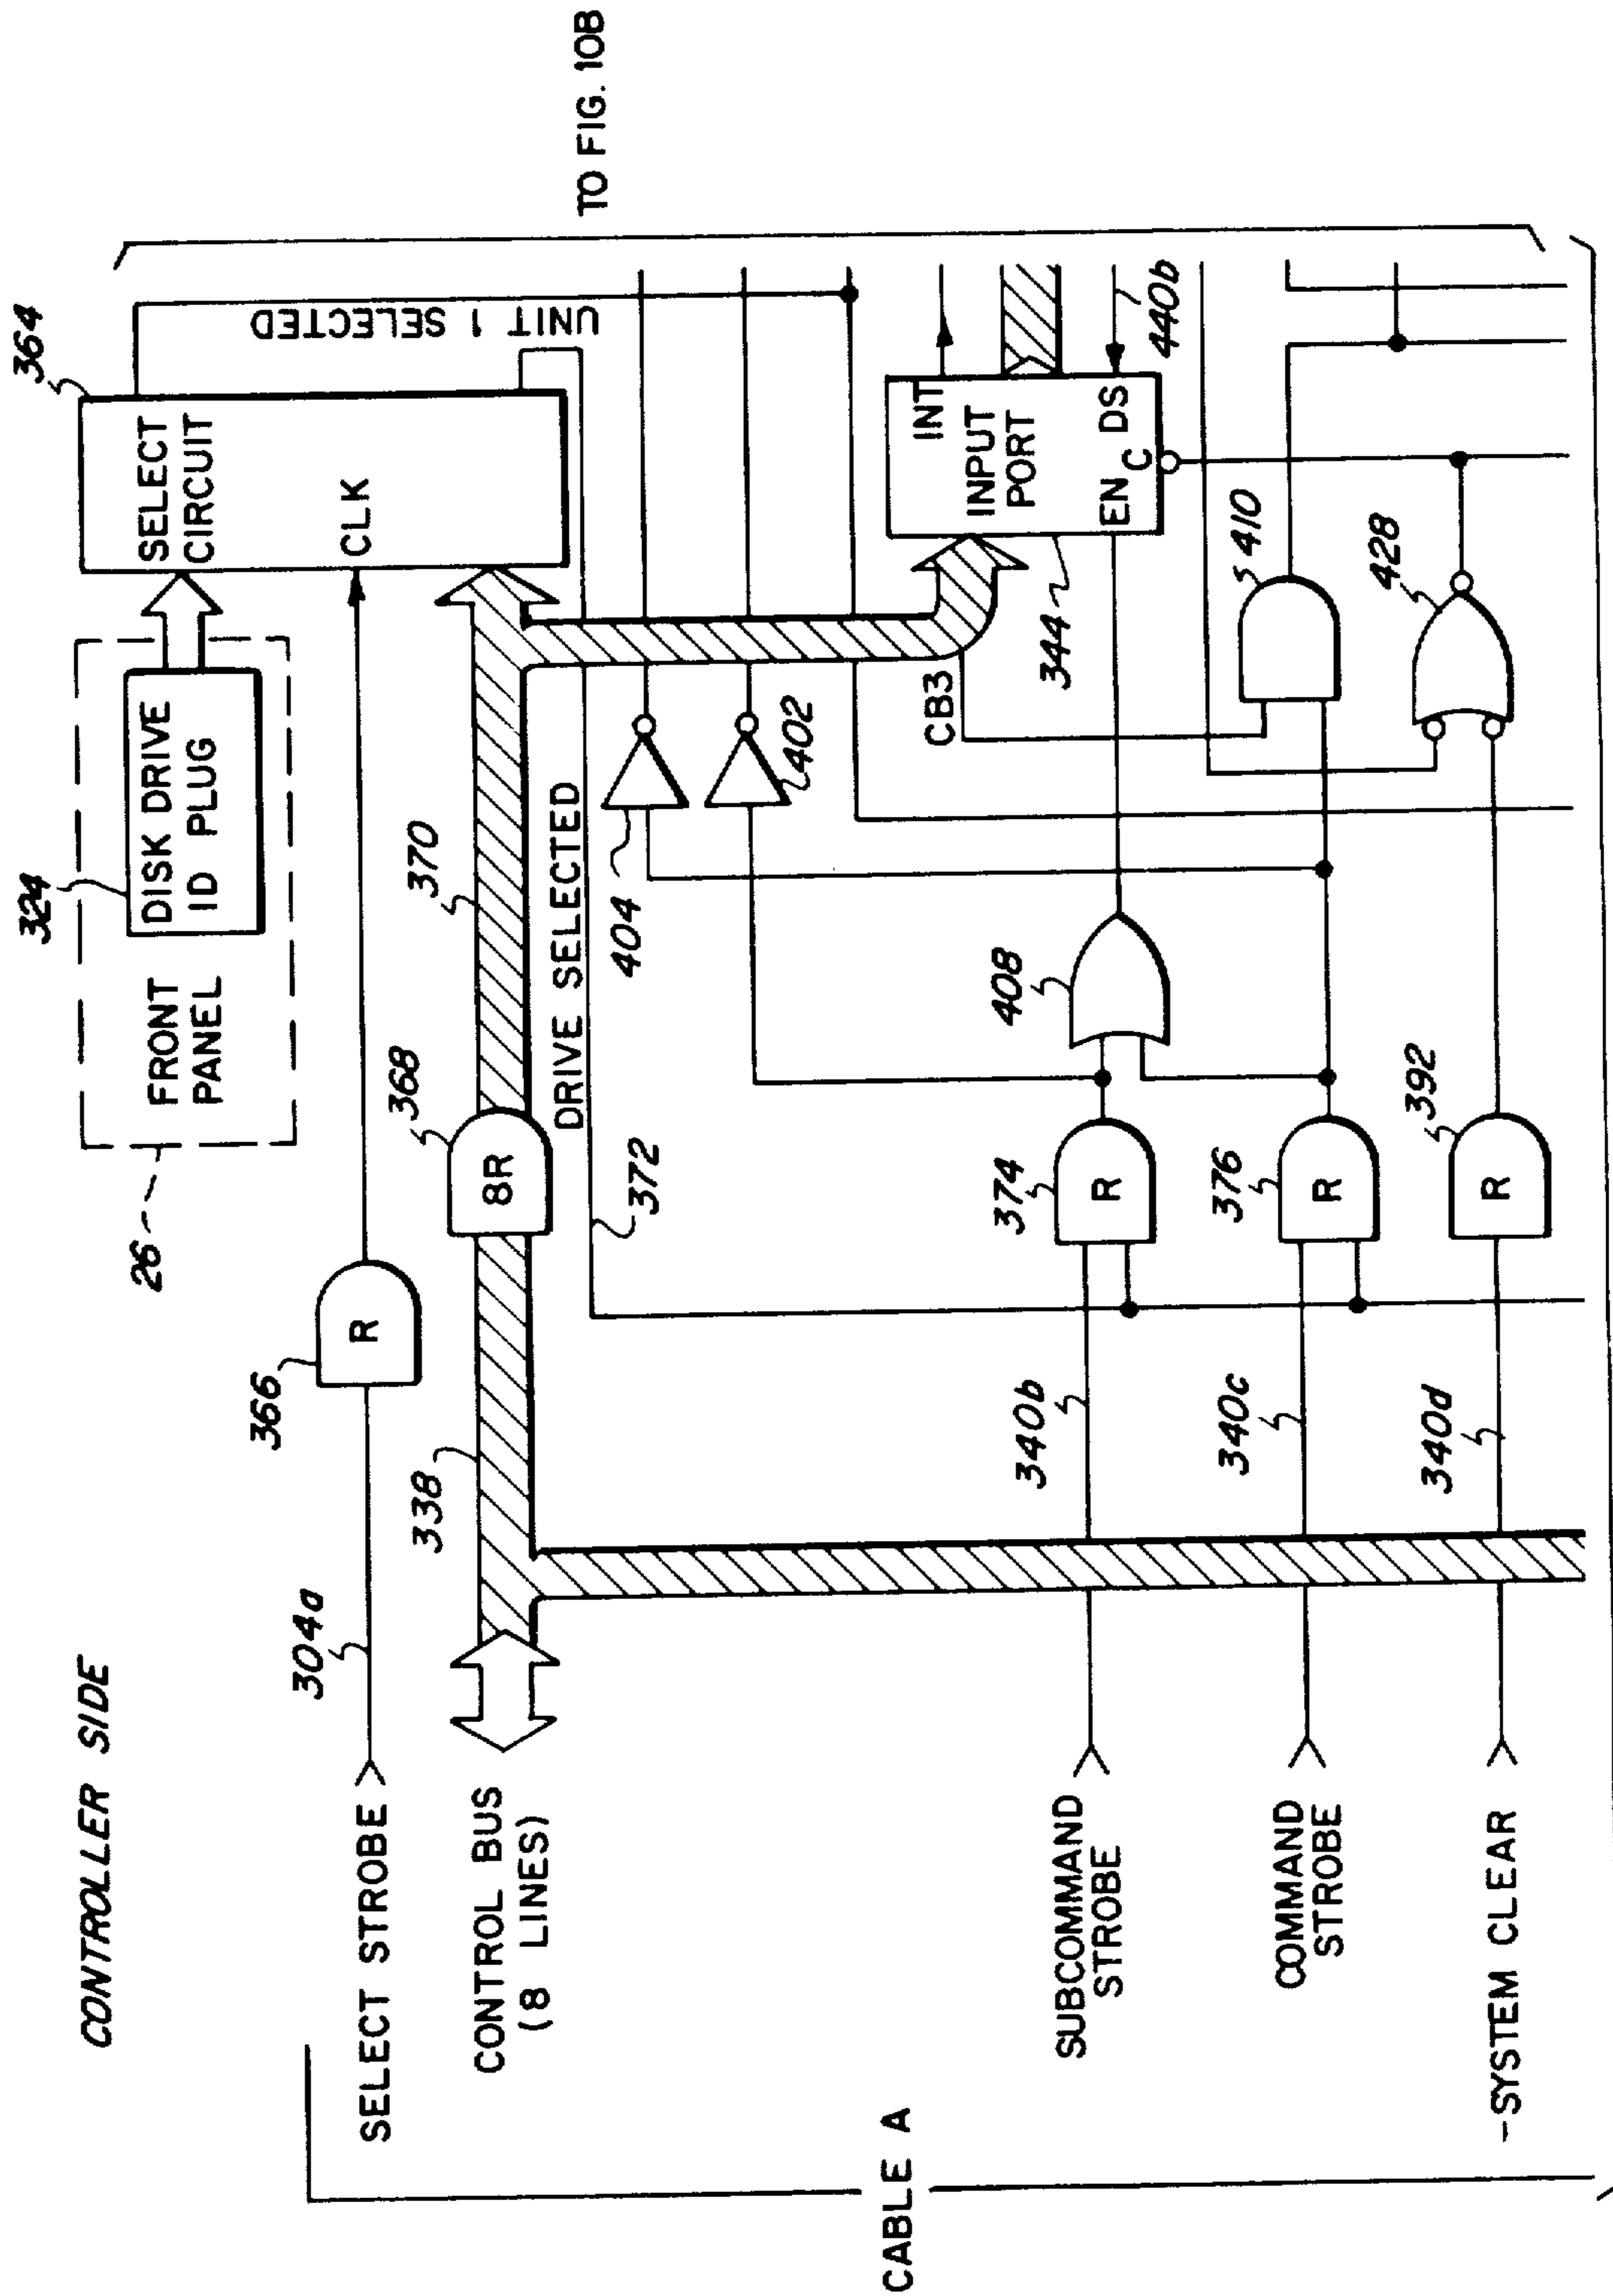 CONTROLLER SIDE
CABLE A
SELECT STROBE
304a
366
R
CONTROL BUS
(8 LINES)
338
368
8R
370
26
FRONT
PANEL
324
DISK DRIVE
ID PLUG
364
SELECT
CIRCUIT
CLK
UNIT 1 SELECTED
TO FIG. 10B
372
DRIVE SELECTED
404
402
CB3
344
INPUT
PORT
INT
EN
DS
C
440b
SUBCOMMAND
STROBE
340b
374
R
408
COMMAND
STROBE
340c
376
R
410
-SYSTEM CLEAR
340d
392
R
428